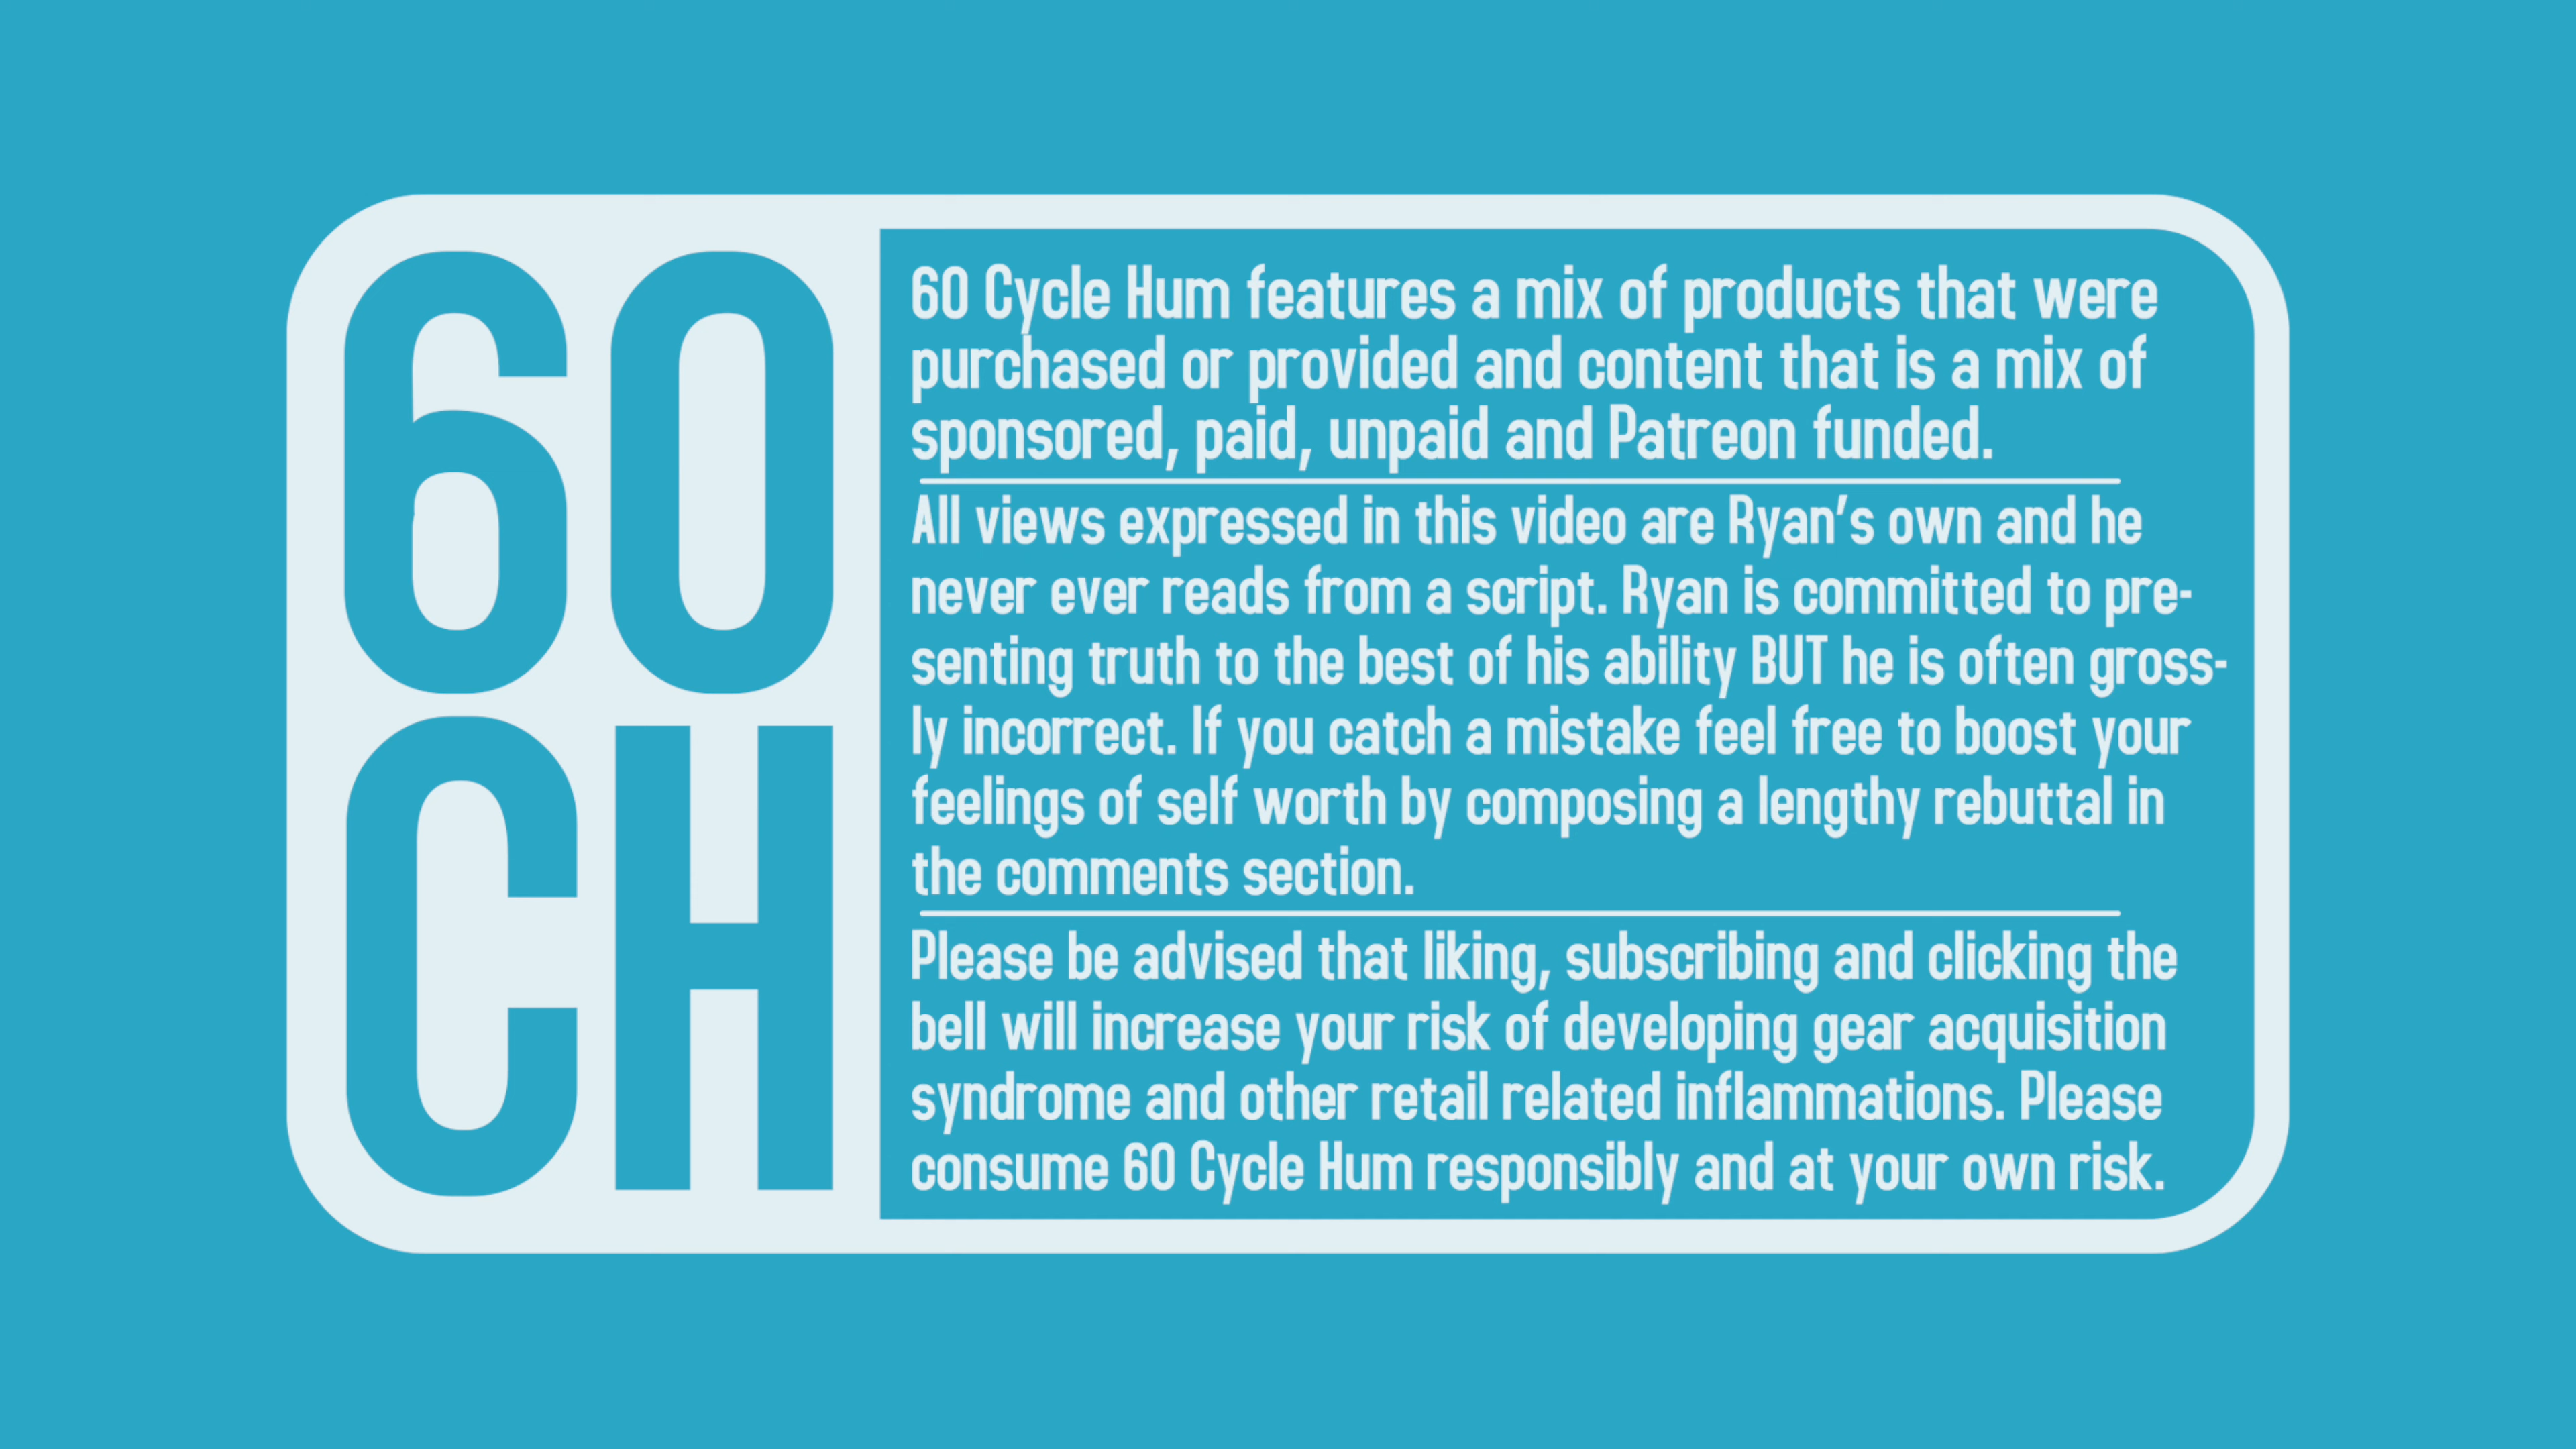 60
CH
60 Cycle Hum features a mix of products that were
purchased or provided and content that is a mix of
sponsored, paid, unpaid and Patreon funded.
All views expressed in this video are Ryan's own and he
never ever reads from a script. Ryan is committed to pre-
senting truth to the best of his ability BUT he is often gross-
ly incorrect. If you catch a mistake feel free to boost your
feelings of self worth by composing a lengthy rebuttal in
the comments section.
Please be advised that liking, subscribing and clicking the
bell will increase your risk of developing gear acquisition
syndrome and other retail related inflammations. Please
consume 60 Cycle Hum responsibly and at your own risk.